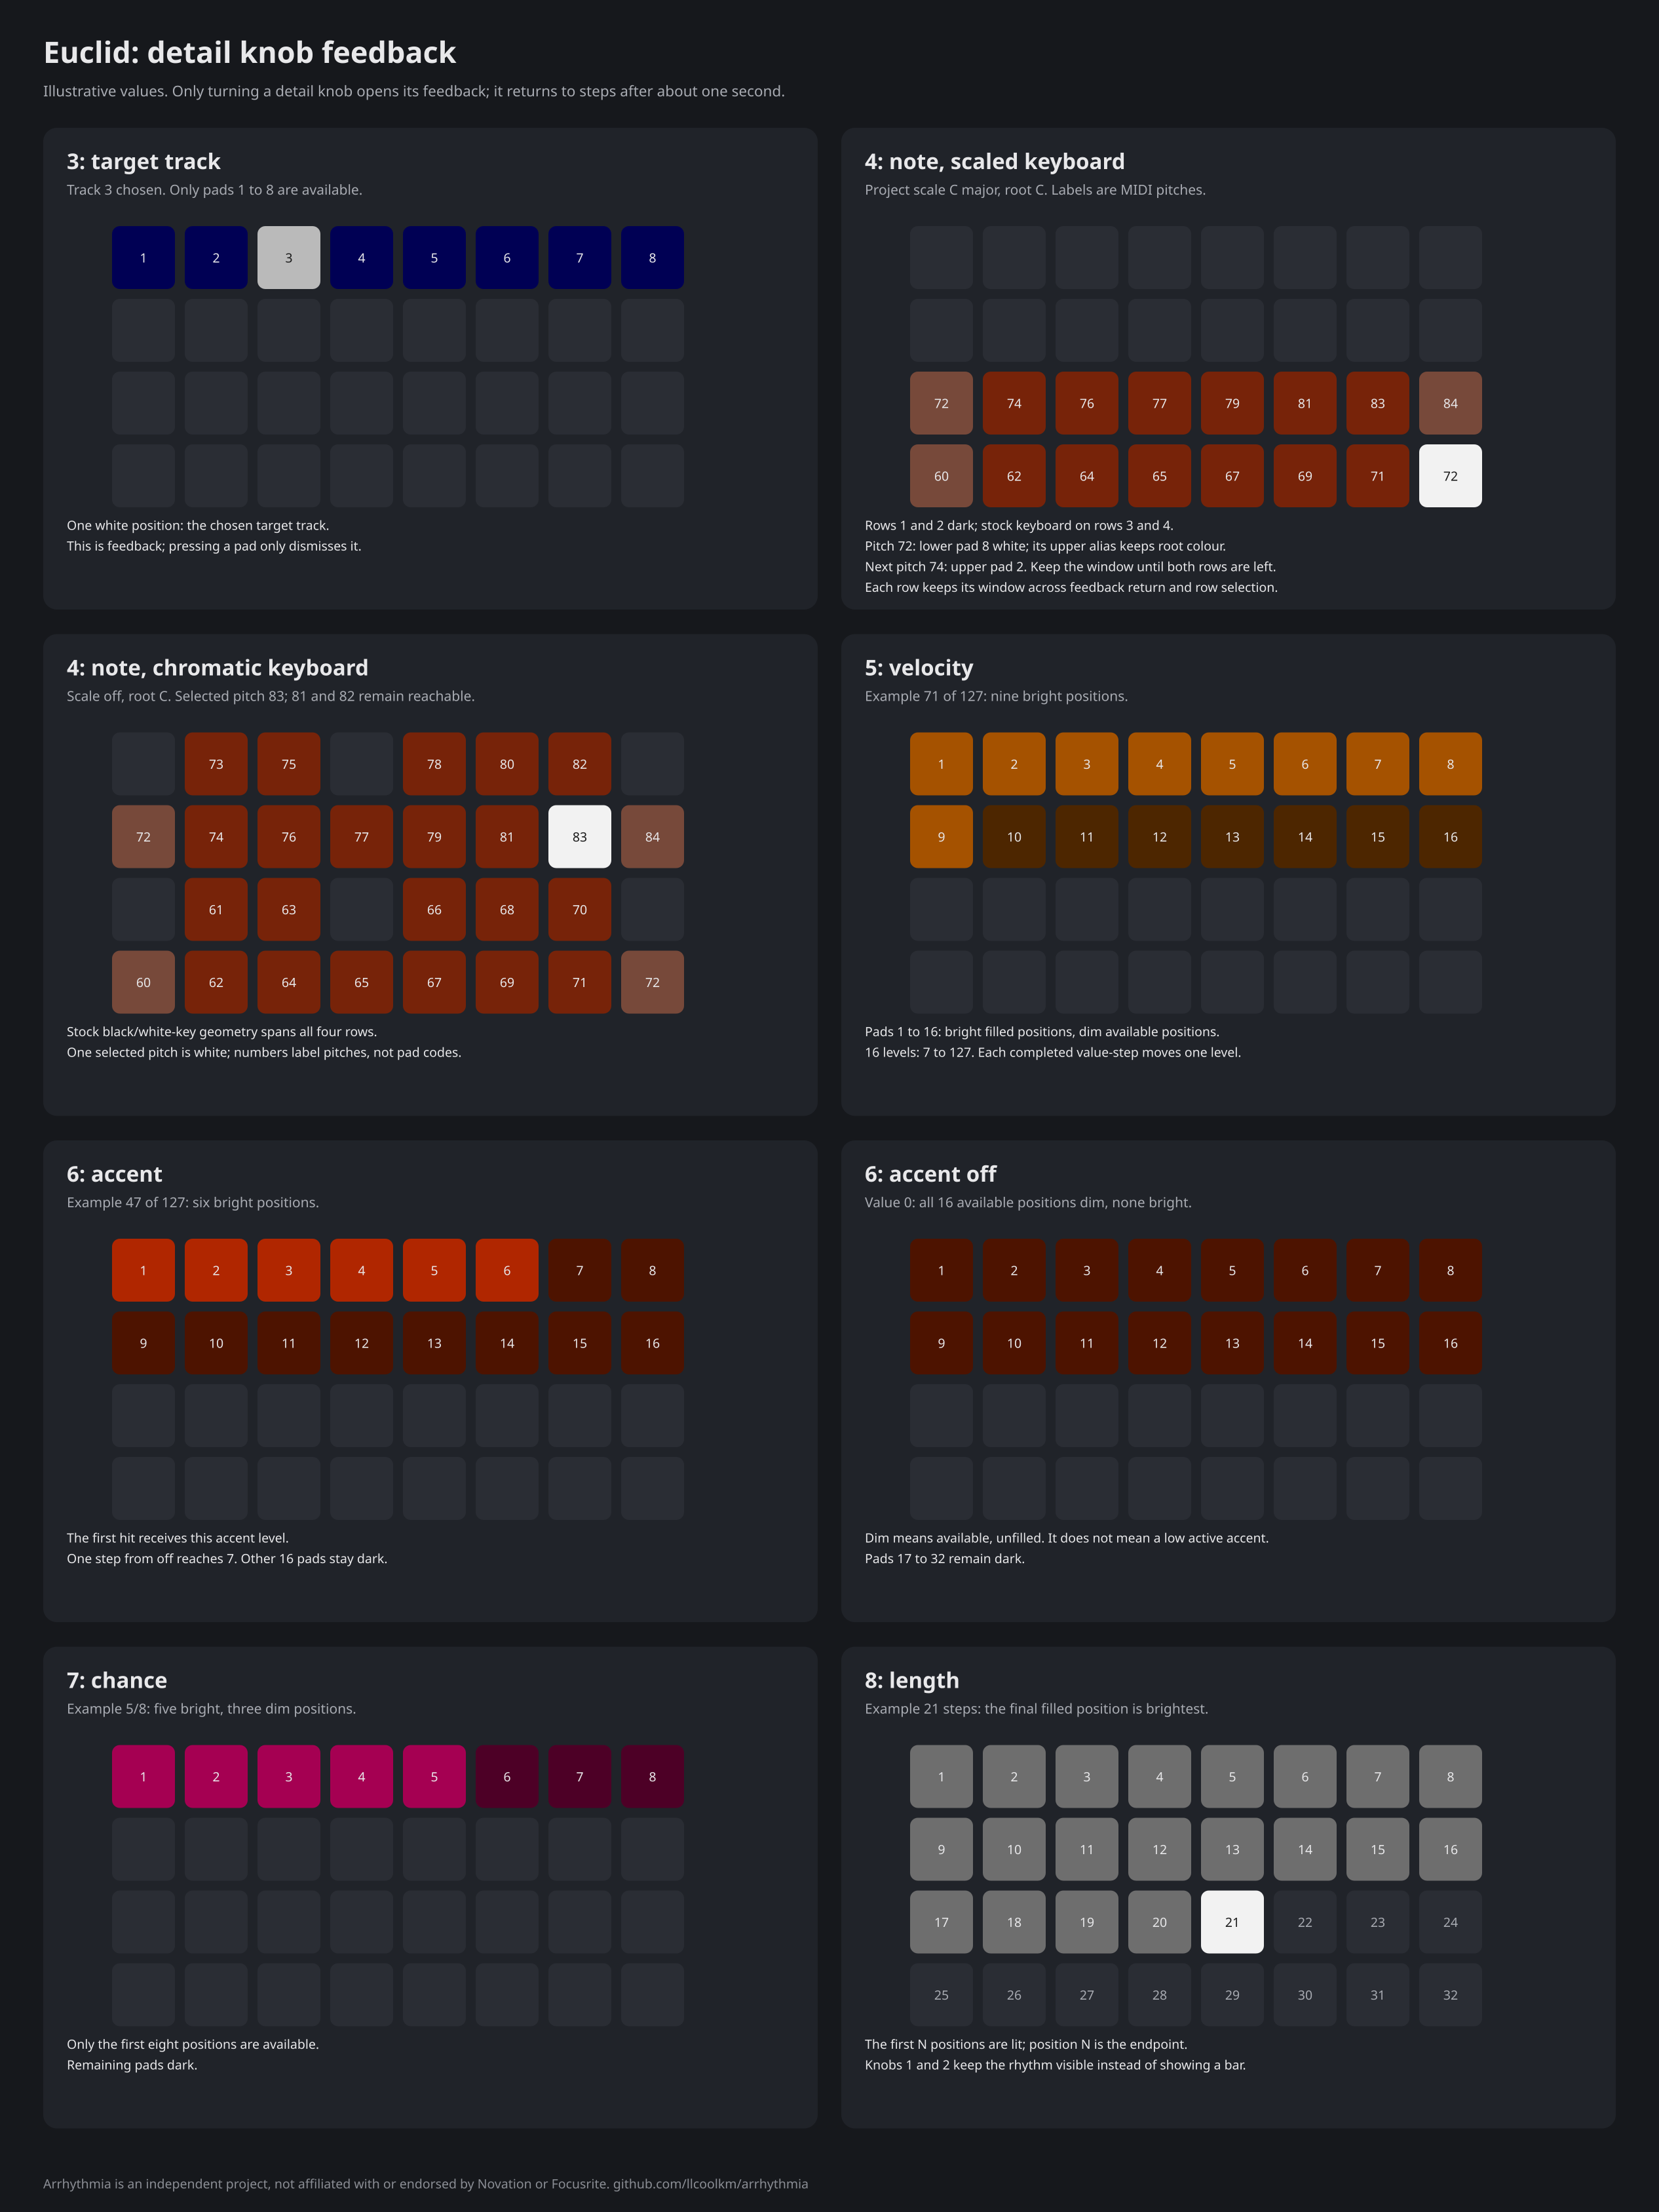 Euclid: detail knob feedback
Illustrative values. Only turning a detail knob opens its feedback; it returns to steps after about one second.
3: target track
Track 3 chosen. Only pads 1 to 8 are available.
1 2 3 4 5 6 7 8
One white position: the chosen target track.
This is feedback; pressing a pad only dismisses it.
4: note, scaled keyboard
Project scale C major, root C. Labels are MIDI pitches.
72 74 76 77 79 81 83 84
60 62 64 65 67 69 71 72
Rows 1 and 2 dark; stock keyboard on rows 3 and 4.
Pitch 72: lower pad 8 white; its upper alias keeps root colour.
Next pitch 74: upper pad 2. Keep the window until both rows are left.
Each row keeps its window across feedback return and row selection.
4: note, chromatic keyboard
Scale off, root C. Selected pitch 83; 81 and 82 remain reachable.
73 75 78 80 82
72 74 76 77 79 81 83 84
61 63 66 68 70
60 62 64 65 67 69 71 72
Stock black/white-key geometry spans all four rows.
One selected pitch is white; numbers label pitches, not pad codes.
5: velocity
Example 71 of 127: nine bright positions.
1 2 3 4 5 6 7 8
9 10 11 12 13 14 15 16
Pads 1 to 16: bright filled positions, dim available positions.
16 levels: 7 to 127. Each completed value-step moves one level.
6: accent
Example 47 of 127: six bright positions.
1 2 3 4 5 6 7 8
9 10 11 12 13 14 15 16
The first hit receives this accent level.
One step from off reaches 7. Other 16 pads stay dark.
6: accent off
Value 0: all 16 available positions dim, none bright.
1 2 3 4 5 6 7 8
9 10 11 12 13 14 15 16
Dim means available, unfilled. It does not mean a low active accent.
Pads 17 to 32 remain dark.
7: chance
Example 5/8: five bright, three dim positions.
1 2 3 4 5 6 7 8
Only the first eight positions are available.
Remaining pads dark.
8: length
Example 21 steps: the final filled position is brightest.
1 2 3 4 5 6 7 8
9 10 11 12 13 14 15 16
17 18 19 20 21 22 23 24
25 26 27 28 29 30 31 32
The first N positions are lit; position N is the endpoint.
Knobs 1 and 2 keep the rhythm visible instead of showing a bar.
Arrhythmia is an independent project, not affiliated with or endorsed by Novation or Focusrite. github.com/llcoolkm/arrhythmia